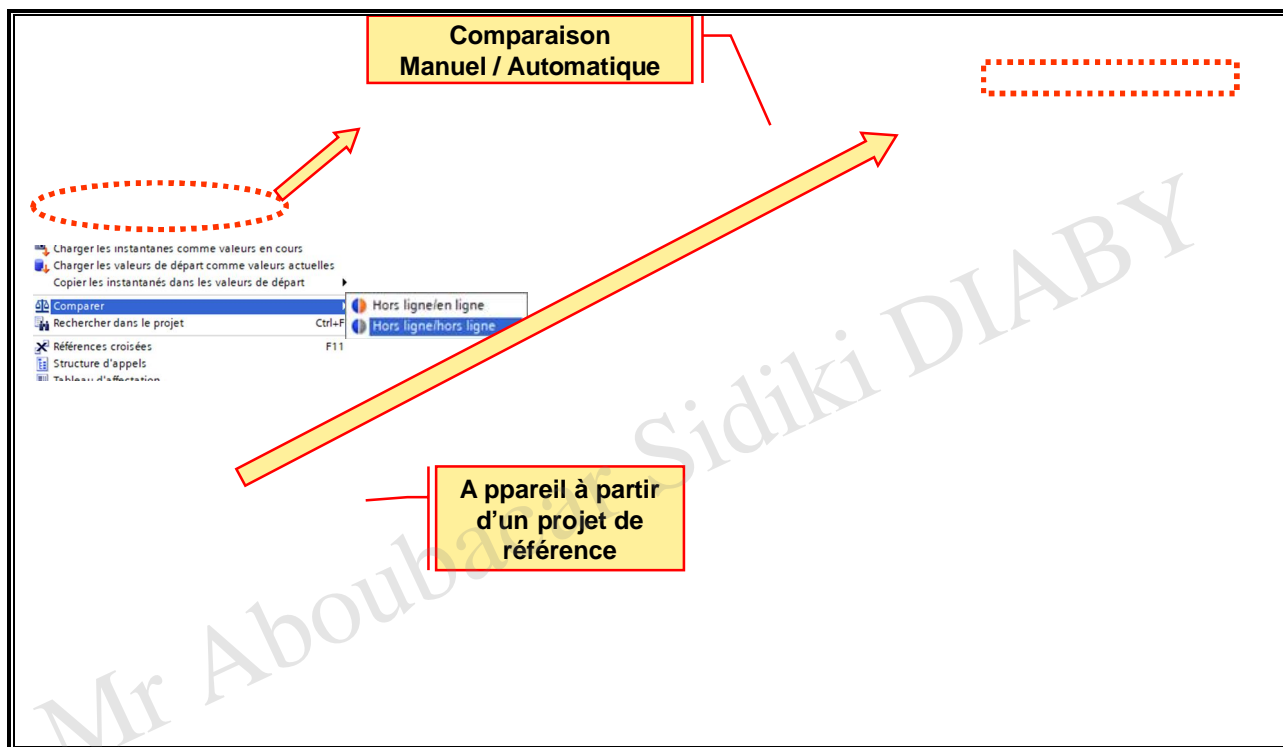 Comparaison
Manuel / Automatique
Charger les instantanés comme valeurs en cours
Charger les valeurs de départ comme valeurs actuelles
Copier les instantanés dans les valeurs de départ
Comparer
Hors ligne/en ligne
Rechercher dans le projet Ctrl+F
Hors ligne/hors ligne
Références croisées F11
Structure d'appels
Tableau d'affectation
A ppareil à partir
d'un projet de
référence
Mr Aboubacar Sidiki DIABY